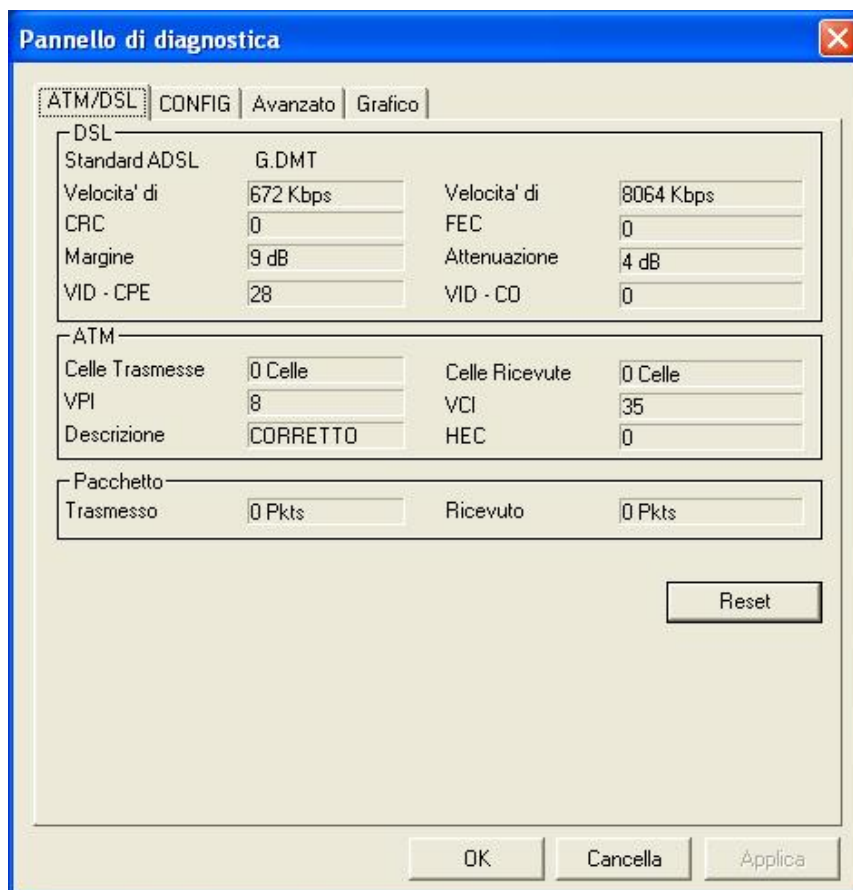 Pannello di diagnostica
ATM/DSL CONFIG Avanzato Grafico
DSL
Standard ADSL G.DMT
Velocita' di 672 Kbps Velocita' di 8064 Kbps
CRC 0 FEC 0
Margine 9 dB Attenuazione 4 dB
VID - CPE 28 VID - CO 0
ATM
Celle Trasmesse 0 Celle Celle Ricevute 0 Celle
VPI 8 VCI 35
Descrizione CORRETTO HEC 0
Pacchetto
Trasmesso 0 Pkts Ricevuto 0 Pkts
Reset
OK Cancella Applica